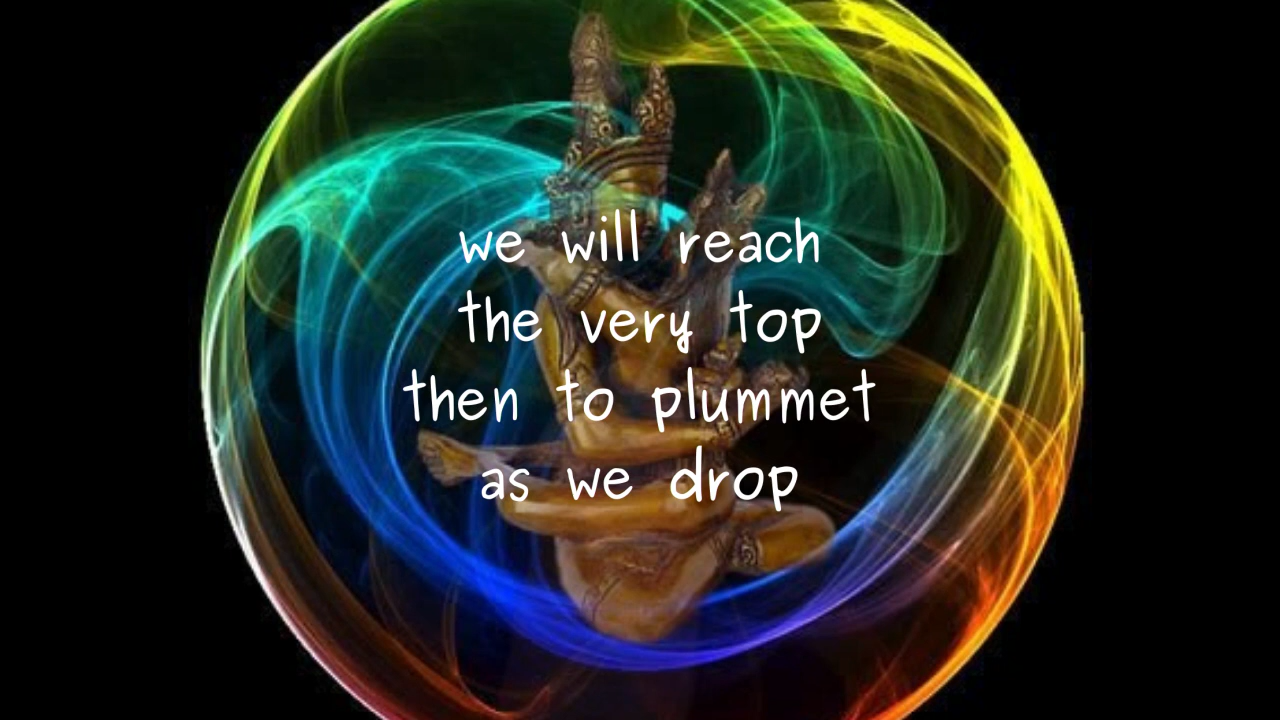 we will reach
the very top
then to plummet
as we drop